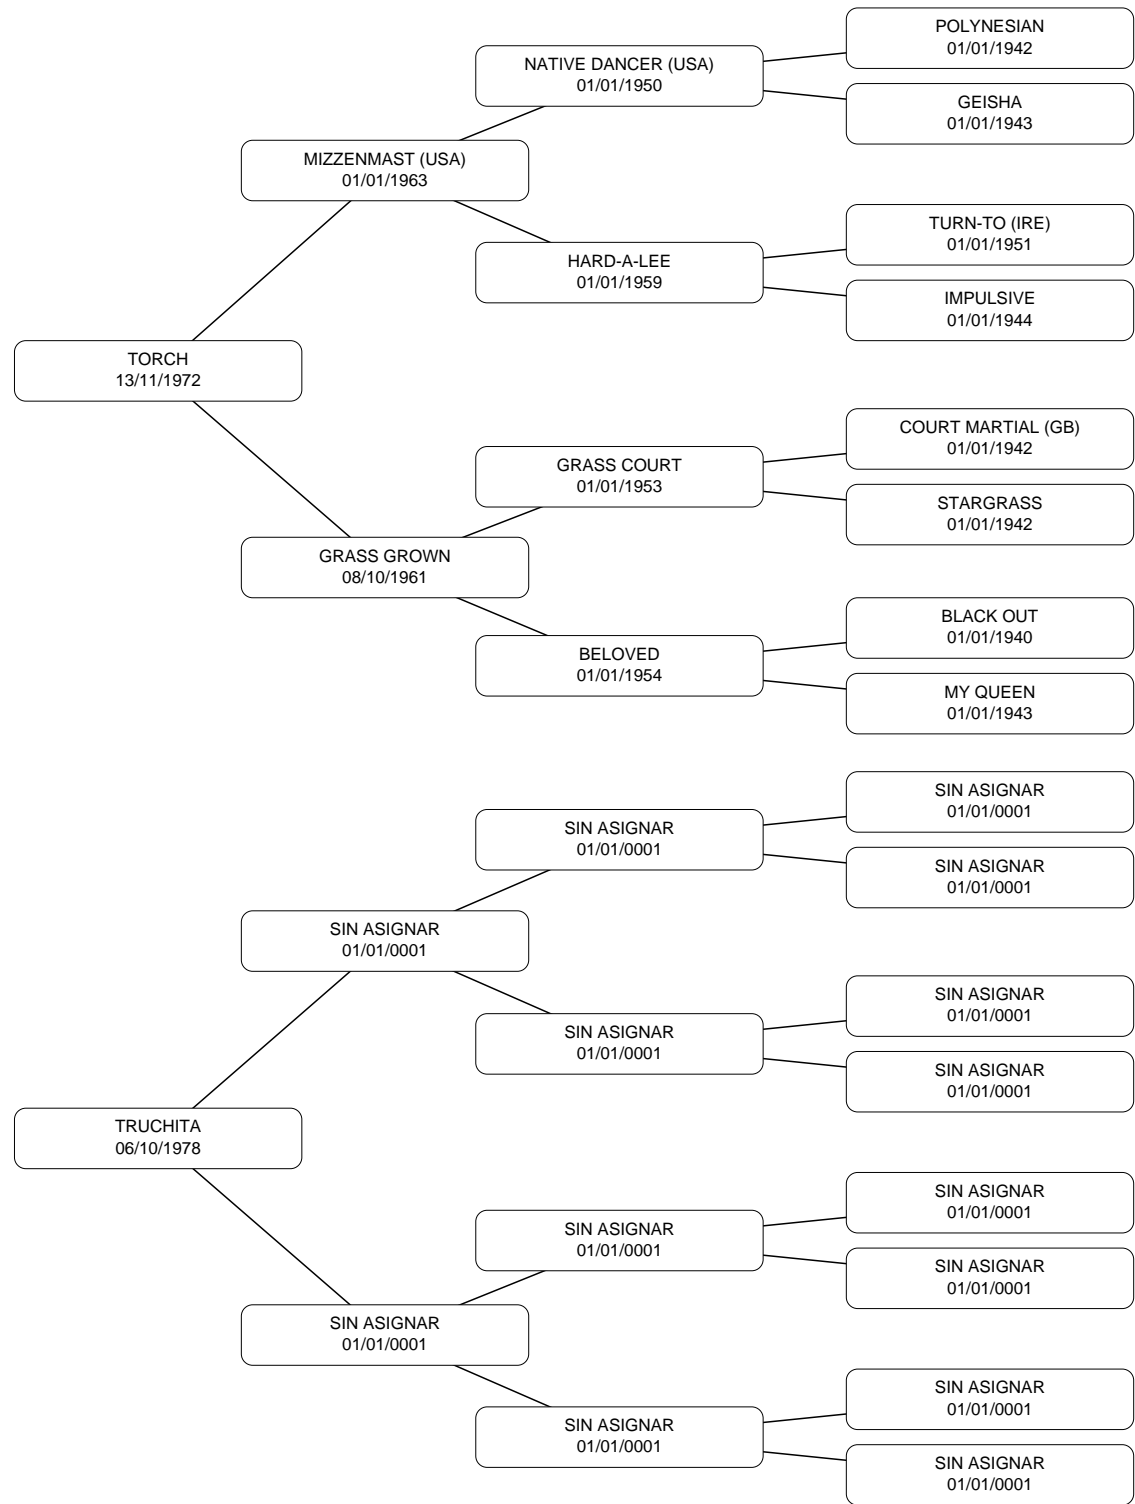 POLYNESIAN
01/01/1942
NATIVE DANCER (USA)
01/01/1950
GEISHA
01/01/1943
MIZZENMAST (USA)
01/01/1963
TURN-TO (IRE)
01/01/1951
HARD-A-LEE
01/01/1959
IMPULSIVE
01/01/1944
TORCH
13/11/1972
COURT MARTIAL (GB)
01/01/1942
GRASS COURT
01/01/1953
STARGRASS
01/01/1942
GRASS GROWN
08/10/1961
BLACK OUT
01/01/1940
BELOVED
01/01/1954
MY QUEEN
01/01/1943
SIN ASIGNAR
01/01/0001
SIN ASIGNAR
01/01/0001
SIN ASIGNAR
01/01/0001
SIN ASIGNAR
01/01/0001
SIN ASIGNAR
01/01/0001
SIN ASIGNAR
01/01/0001
SIN ASIGNAR
01/01/0001
TRUCHITA
06/10/1978
SIN ASIGNAR
01/01/0001
SIN ASIGNAR
01/01/0001
SIN ASIGNAR
01/01/0001
SIN ASIGNAR
01/01/0001
SIN ASIGNAR
01/01/0001
SIN ASIGNAR
01/01/0001
SIN ASIGNAR
01/01/0001